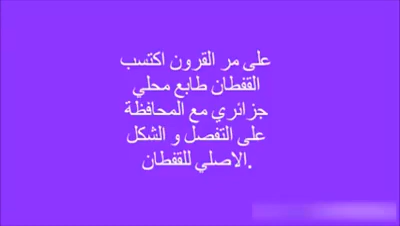 على مر القرون اكتسب
القفطان طابع محلي
جزائري مع المحافظة
على التفصل و الشكل
الاصلي للقفطان.